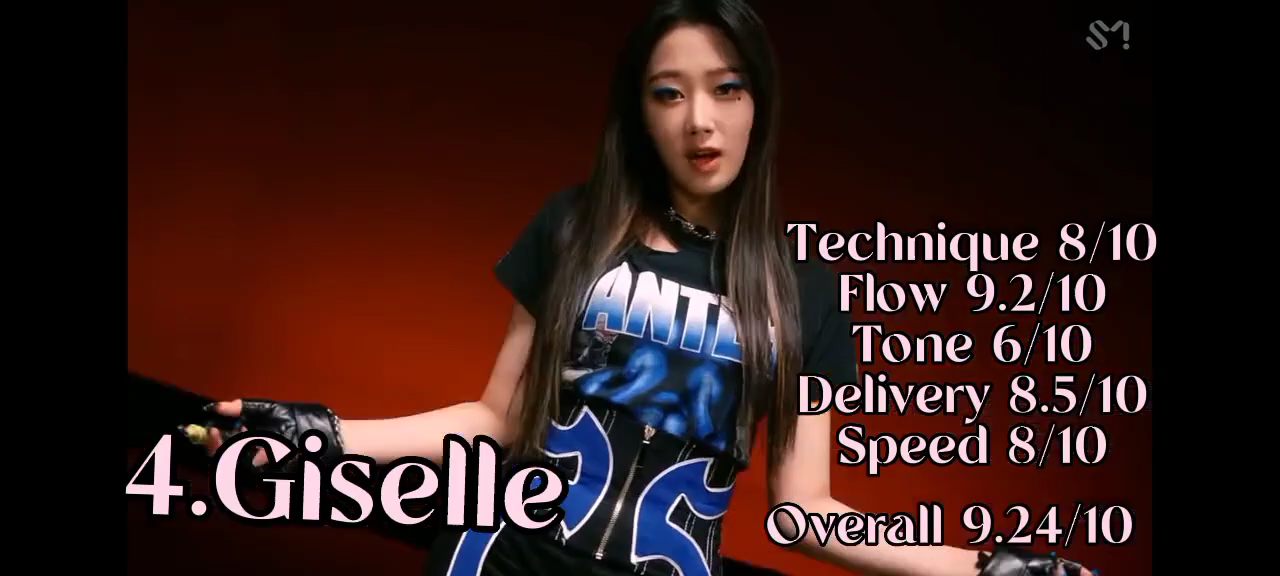 SM!
Technique 8/10
Flow 9.2/10
Tone 6/10
Delivery 8.5/10
Speed 8/10
4.Giselle
Overall 9.24/10